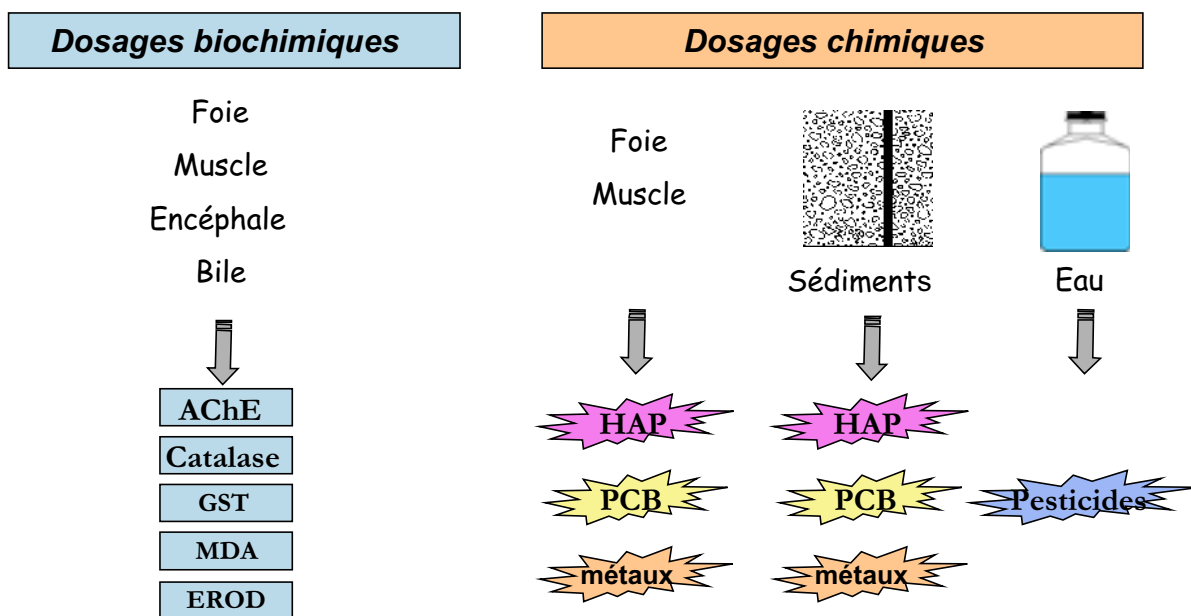 Dosages biochimiques
Foie
Muscle
Encéphale
Bile
AChE
Catalase
GST
MDA
EROD
Dosages chimiques
Foie
Muscle
Sédiments
Eau
HAP
HAP
PCB
PCB
Pesticides
métaux
métaux